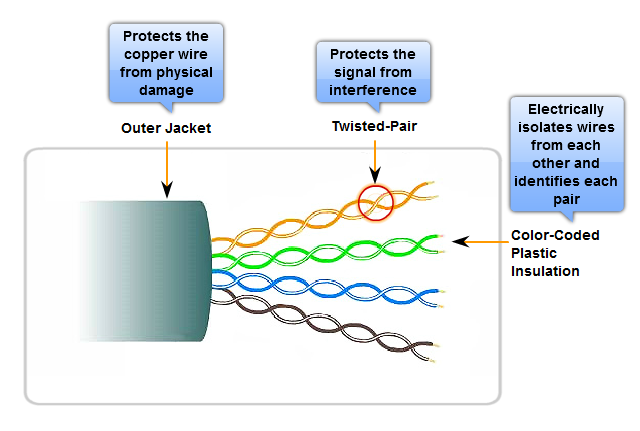 Protects the
copper wire
from physical
damage
Outer Jacket
Protects the
signal from
interference
Twisted-Pair
Electrically
isolates wires
from each
other and
identifies each
pair
Color-Coded
Plastic
Insulation